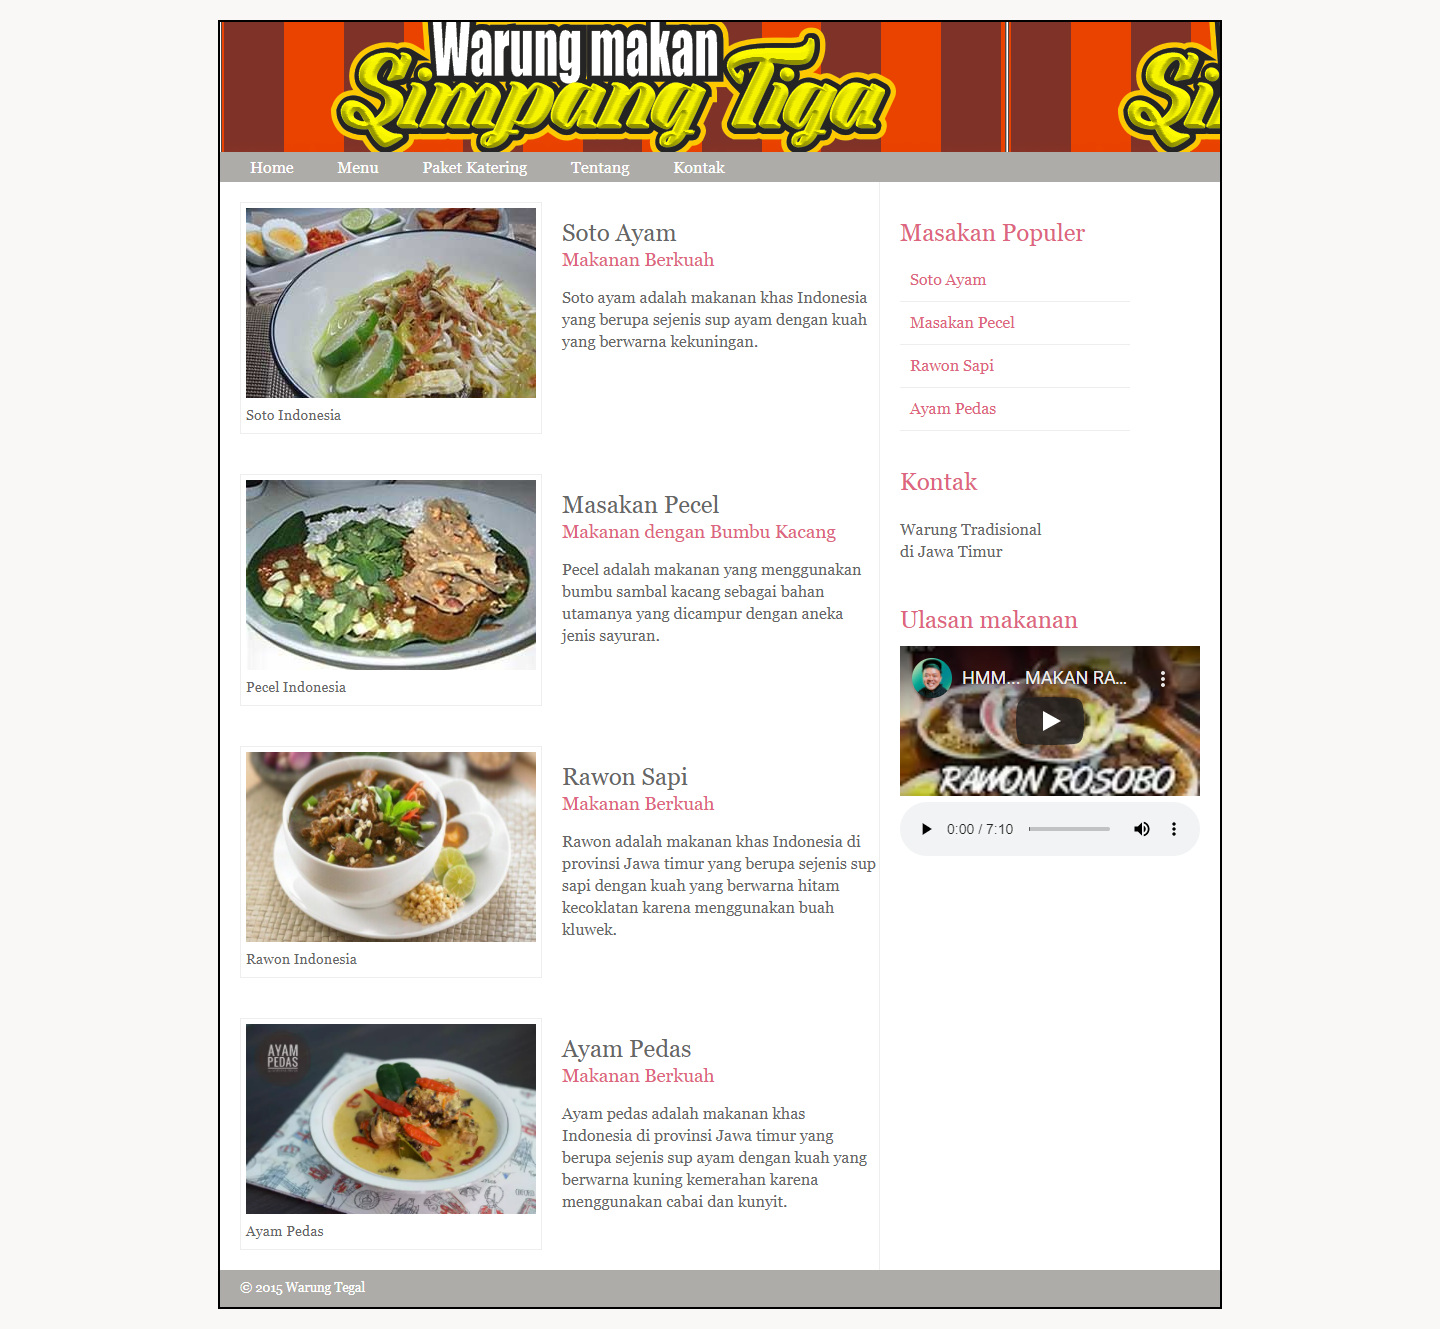 Warung makan
Simpang Tiga
Si
Home Menu Paket Katering Tentang Kontak
Soto Indonesia
Soto Ayam
Makanan Berkuah
Soto ayam adalah makanan khas Indonesia
yang berupa sejenis sup ayam dengan kuah
yang berwarna kekuningan.
Pecel Indonesia
Masakan Pecel
Makanan dengan Bumbu Kacang
Pecel adalah makanan yang menggunakan
bumbu sambal kacang sebagai bahan
utamanya yang dicampur dengan aneka
jenis sayuran.
Rawon Indonesia
Rawon Sapi
Makanan Berkuah
Rawon adalah makanan khas Indonesia di
provinsi Jawa timur yang berupa sejenis sup
sapi dengan kuah yang berwarna hitam
kecoklatan karena menggunakan buah
kluwek.
AYAM
PEDAS
Ayam Pedas
Ayam Pedas
Makanan Berkuah
Ayam pedas adalah makanan khas
Indonesia di provinsi Jawa timur yang
berupa sejenis sup ayam dengan kuah yang
berwarna kuning kemerahan karena
menggunakan cabai dan kunyit.
Masakan Populer
Soto Ayam
Masakan Pecel
Rawon Sapi
Ayam Pedas
Kontak
Warung Tradisional
di Jawa Timur
Ulasan makanan
HMM... MAKAN RA...
RAWON ROSOBO
0:00 / 7:10
© 2015 Warung Tegal